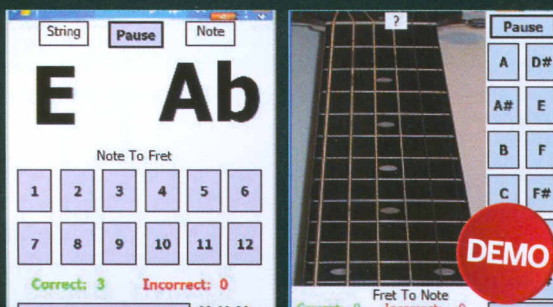 String Pause Note
E Ab
Note To Fret
1 2 3 4 5 6
7 8 9 10 11 12
Correct: 3 Incorrect: 0
?
Pause
A D#
A# E
B F
C F#
DEMO
Fret To Note